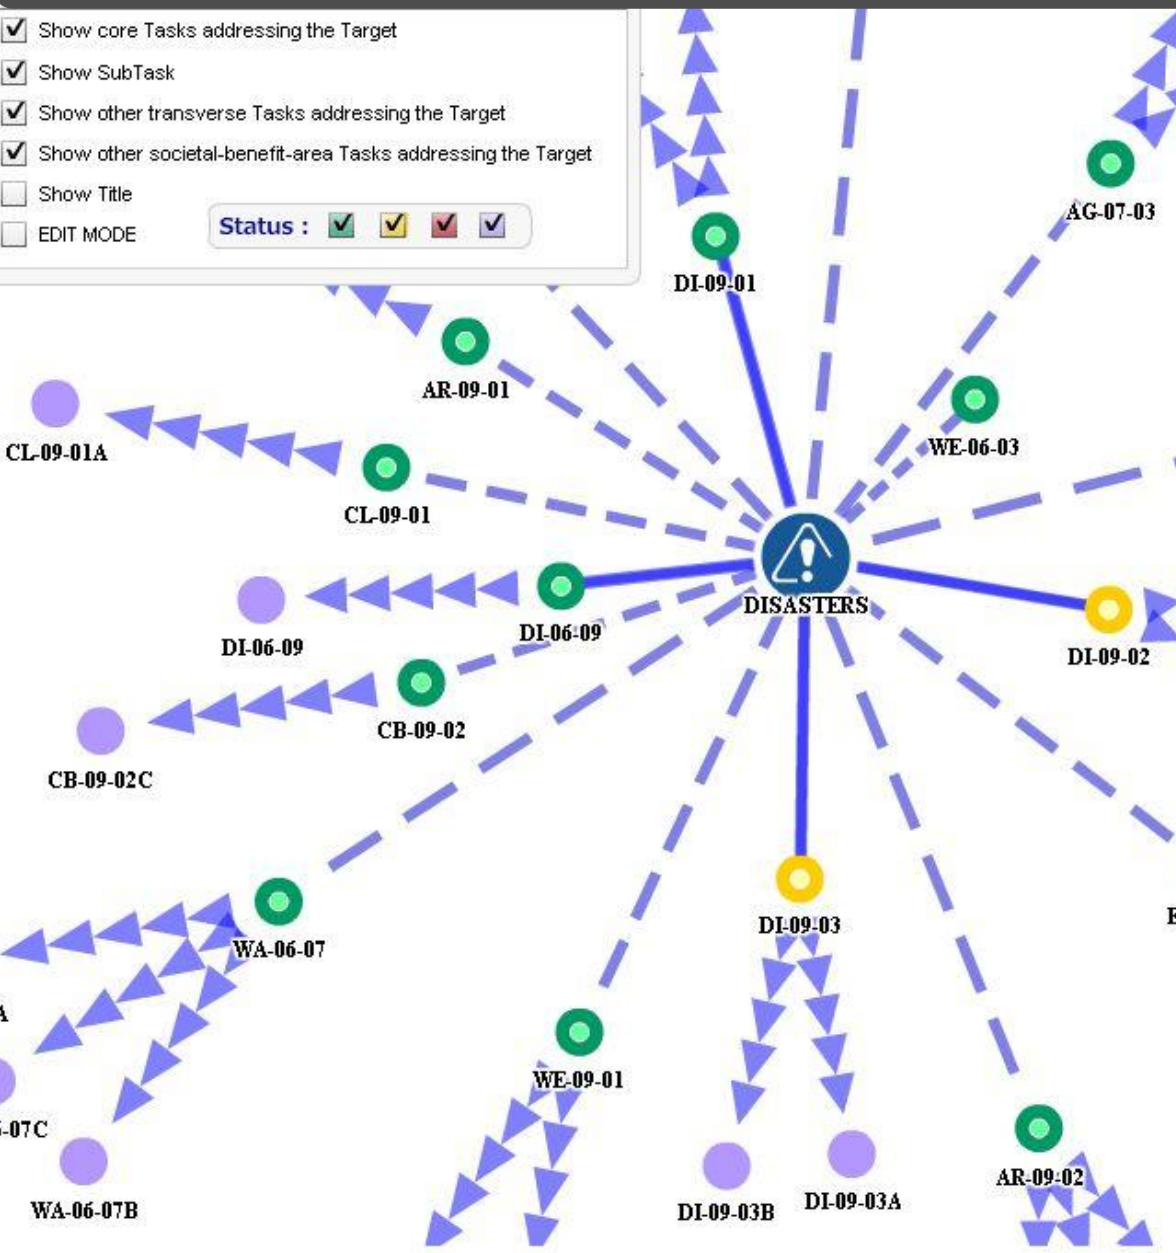 Show core Tasks addressing the Target
Show SubTask
Show other transverse Tasks addressing the Target
Show other societal-benefit-area Tasks addressing the Target
Show Title
EDIT MODE
Status :
AG-07-03
DI-09-01
AR-09-01
WE-06-03
CL-09-01A
CL-09-01
DISASTERS
DI-06-09
DI-06-09
DI-09-02
CB-09-02
CB-09-02C
DI-09-03
E
WA-06-07
A
WE-09-01
-07C
AR-09-02
WA-06-07B
DI-09-03B
DI-09-03A